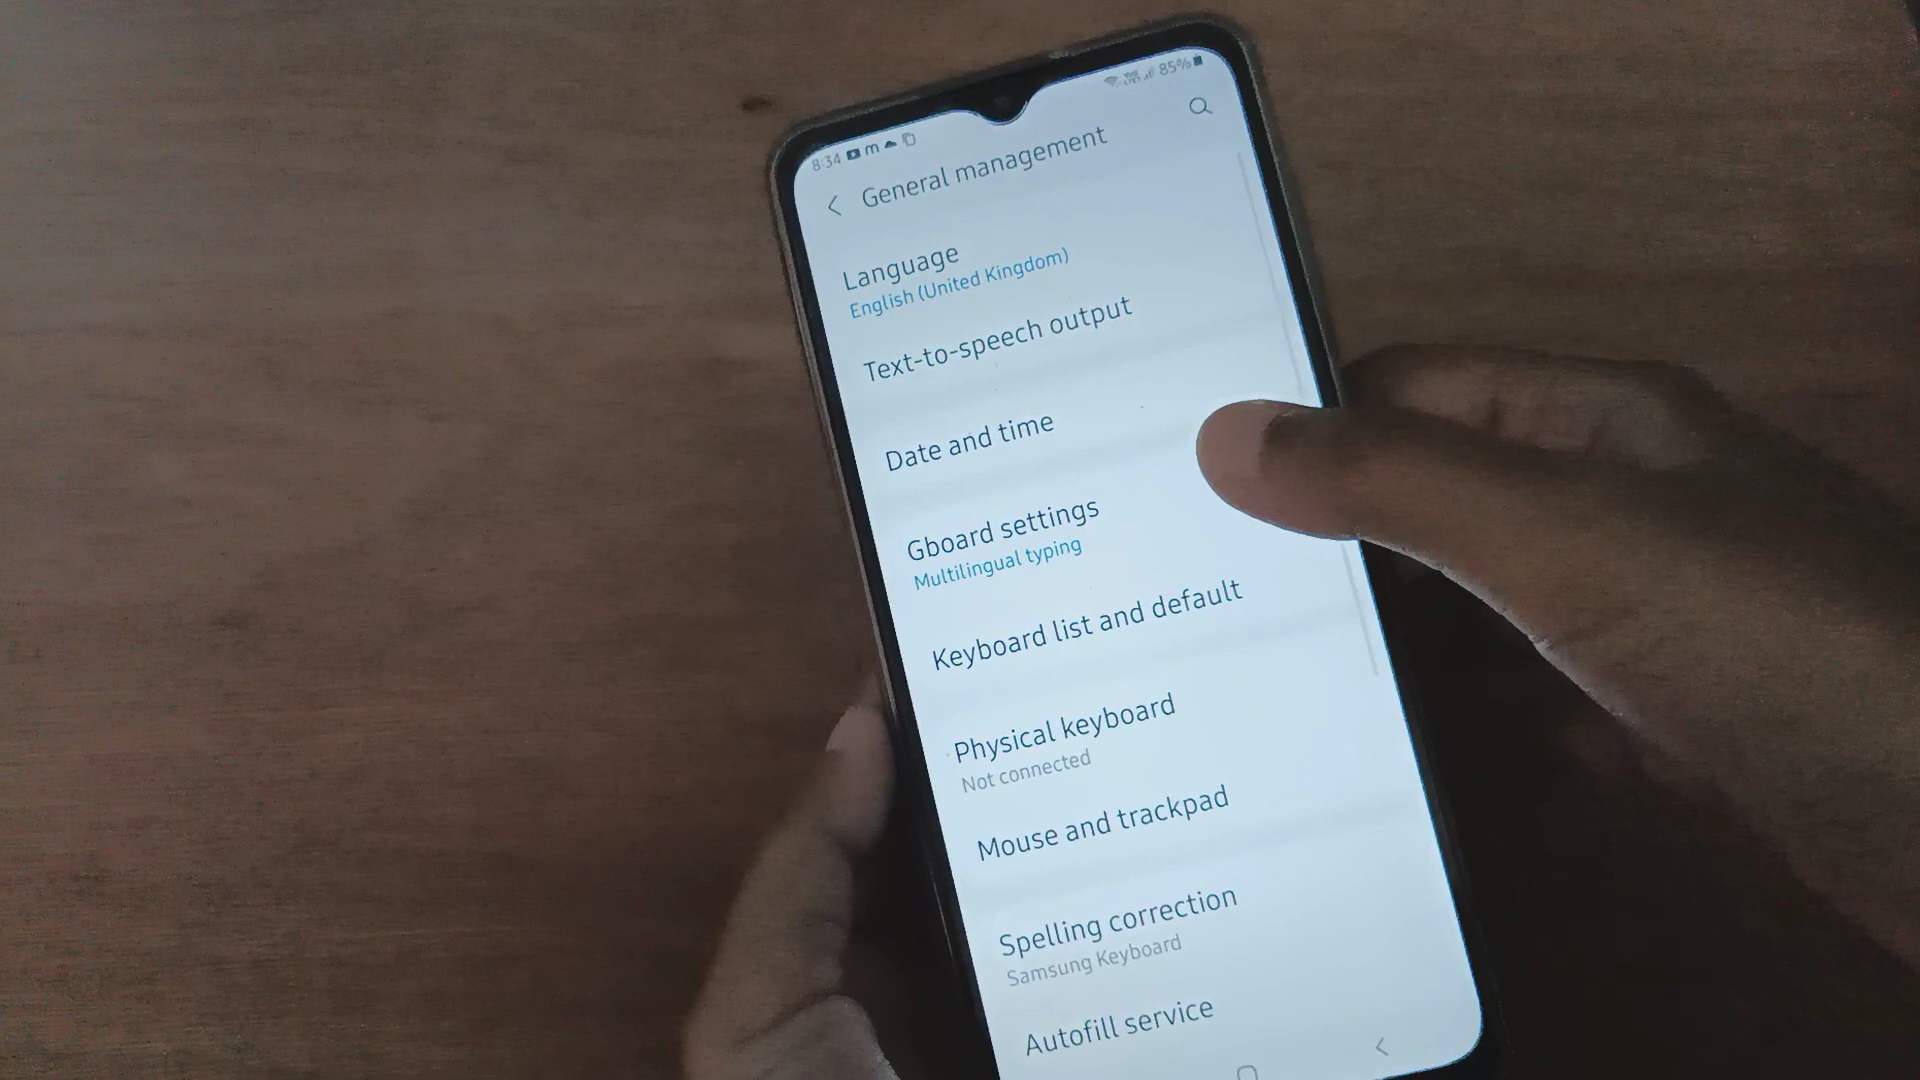 8:34 m 85%
General management
Language
English (United Kingdom)
Text-to-speech output
Date and time
Gboard settings
Multilingual typing
Keyboard list and default
Physical keyboard
Not connected
Mouse and trackpad
Spelling correction
Samsung Keyboard
Autofill service